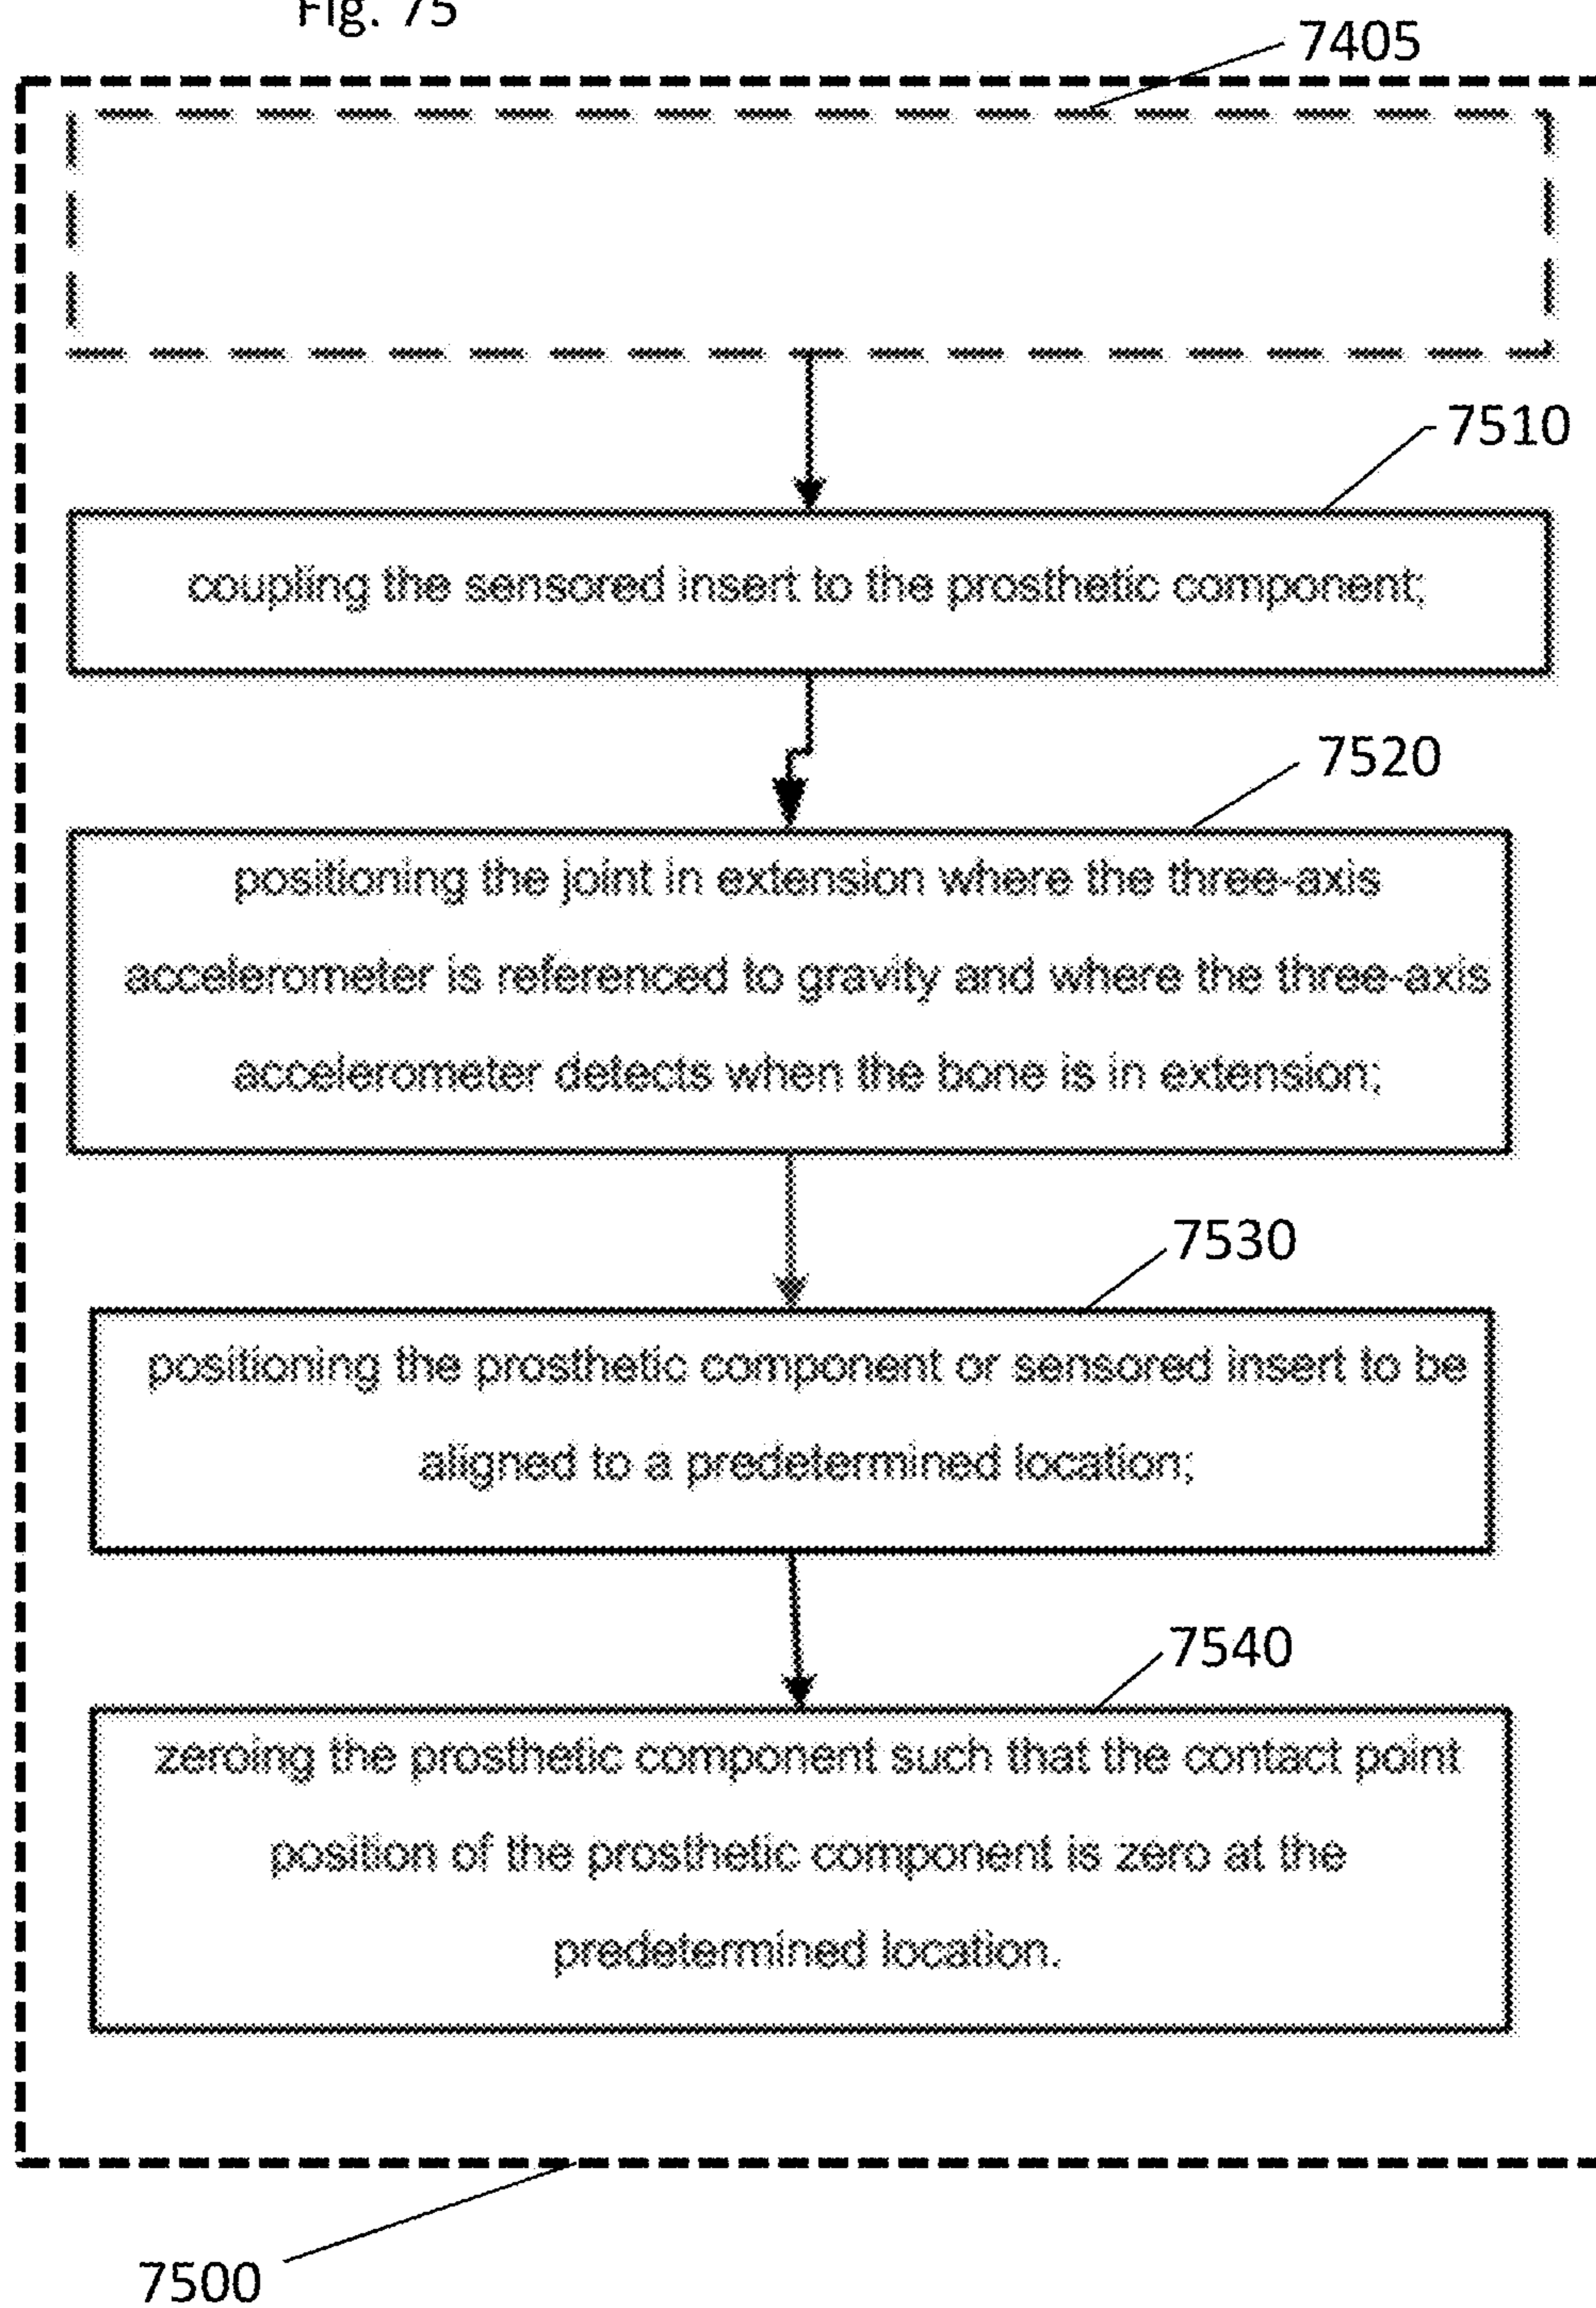 Fig. 75
7405
7510
coupling the sensored insert to the prosthetic component;
7520
positioning the joint in extension where the three-axis
accelerometer is referenced to gravity and where the three-axis
accelerometer detects when the bone is in extension;
7530
positioning the prosthetic component or sensored insert to be
aligned to a predetermined location;
7540
zeroing the prosthetic component such that the contact point
position of the prosthetic component is zero at the
predetermined location.
7500